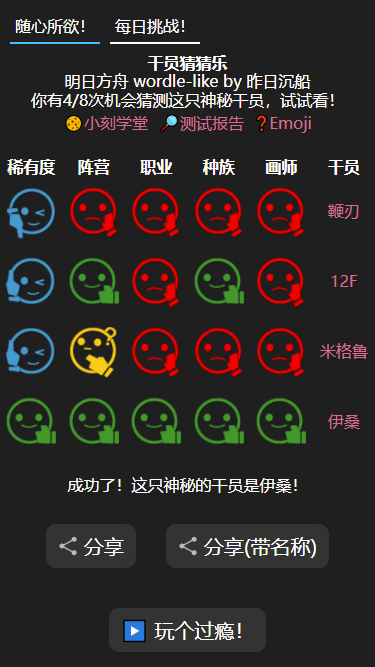 随心所欲! 每日挑战!
干员猜猜乐
明日方舟 wordle-like by 昨日沉船
你有4/8次机会猜测这只神秘干员，试试看!
小刻学堂 测试报告 ❓Emoji
稀有度 阵营 职业 种族 画师 干员
鞭刃
12F
米格鲁
伊桑
成功了! 这只神秘的干员是伊桑!
分享 分享(带名称)
玩个过瘾!